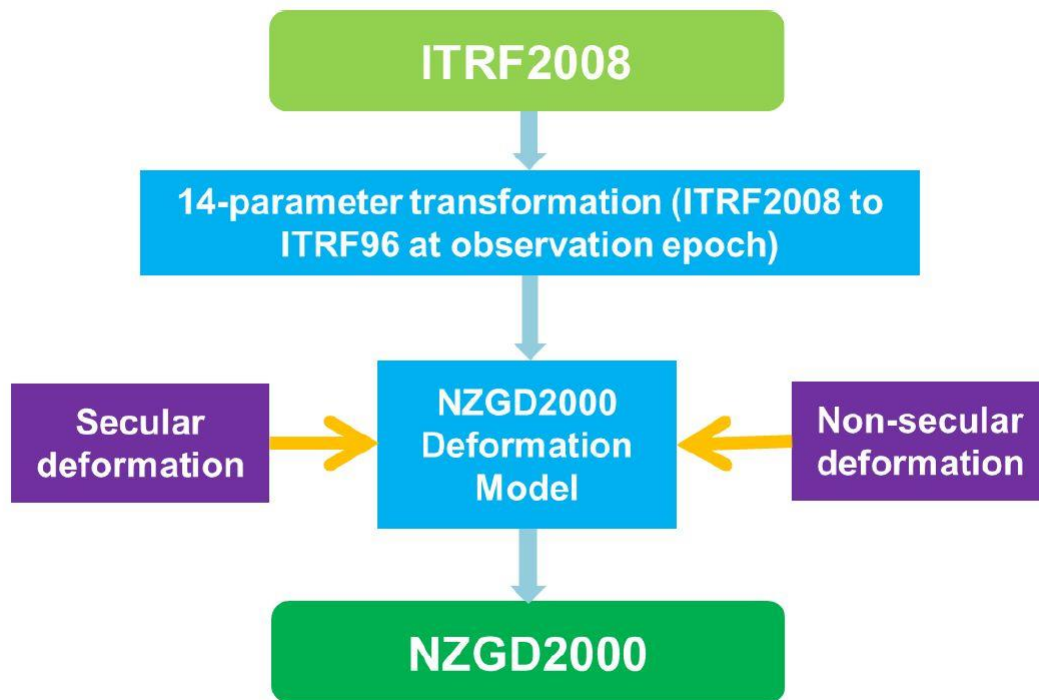 ITRF2008
14-parameter transformation (ITRF2008 to
ITRF96 at observation epoch)
Secular
deformation
NZGD2000
Deformation
Model
Non-secular
deformation
NZGD2000